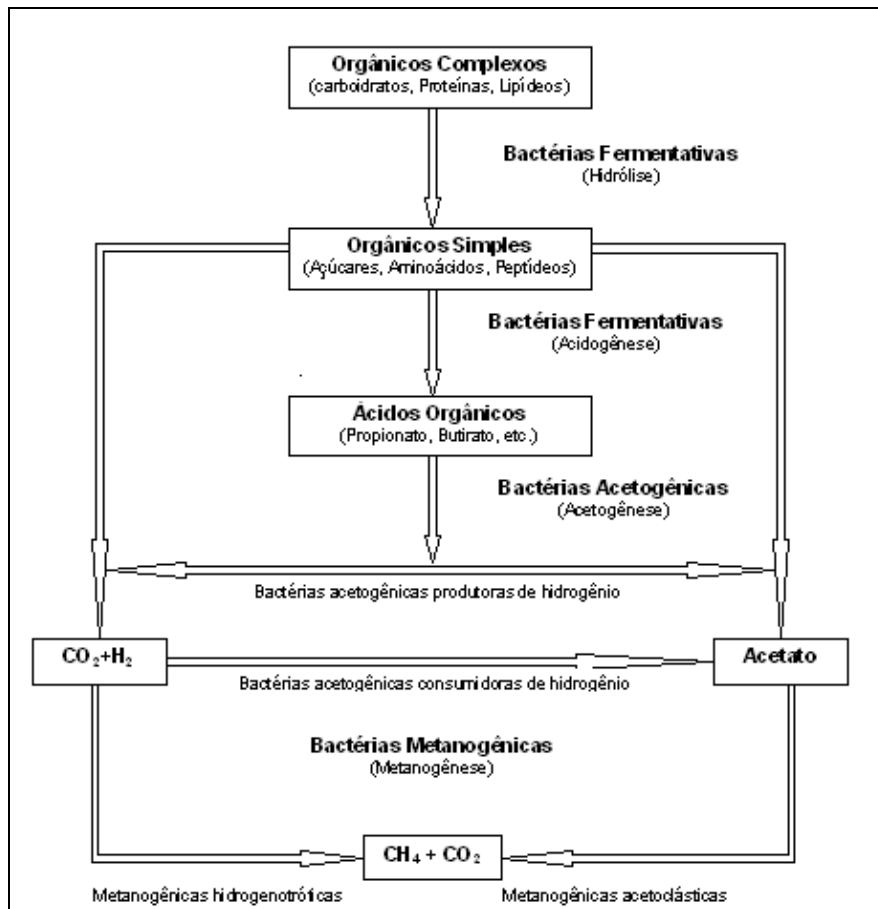 Orgânicos Complexos
(carboidratos, Proteínas, Lipídeos)
Bactérias Fermentativas
(Hidrólise)
Orgânicos Simples
(Açúcares, Aminoácidos, Peptídeos)
Bactérias Fermentativas
(Acidogênese)
Ácidos Orgânicos
(Propionato, Butirato, etc.)
Bactérias Acetogênicas
(Acetogênese)
Bactérias acetogênicas produtoras de hidrogênio
CO₂+H₂
Acetato
Bactérias acetogênicas consumidoras de hidrogênio
Bactérias Metanogênicas
(Metanogênese)
CH₄ + CO₂
Metanogênicas hidrogenotróficas
Metanogênicas acetoclásticas